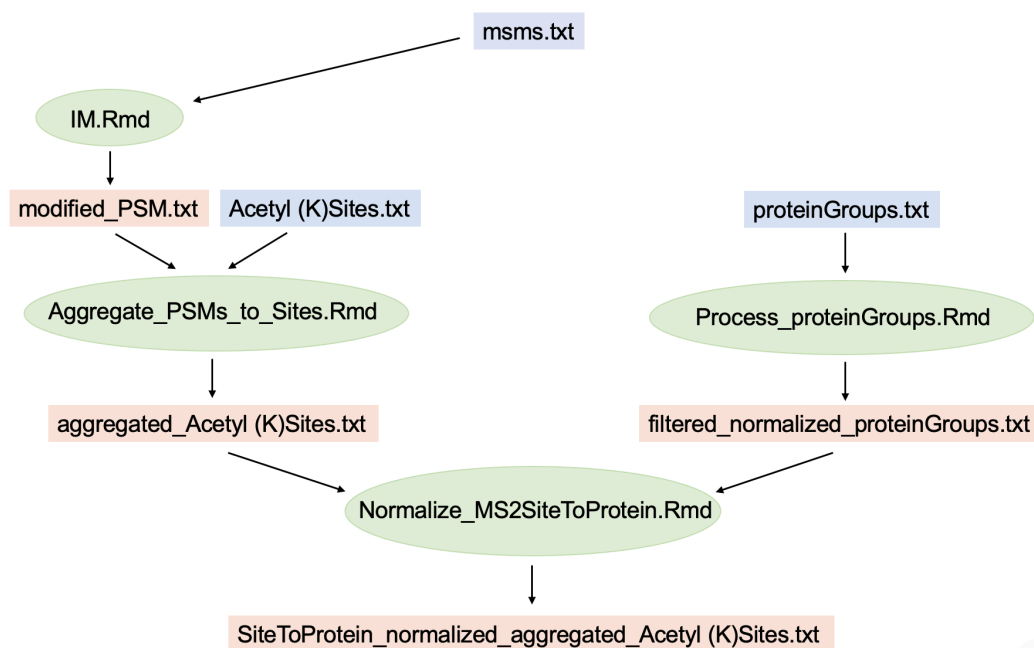 msms.txt
IM.Rmd
modified_PSM.txt
Acetyl (K)Sites.txt
proteinGroups.txt
Aggregate_PSMs_to_Sites.Rmd
Process_proteinGroups.Rmd
aggregated_Acetyl (K)Sites.txt
filtered_normalized_proteinGroups.txt
Normalize_MS2SiteToProtein.Rmd
SiteToProtein_normalized_aggregated_Acetyl (K)Sites.txt